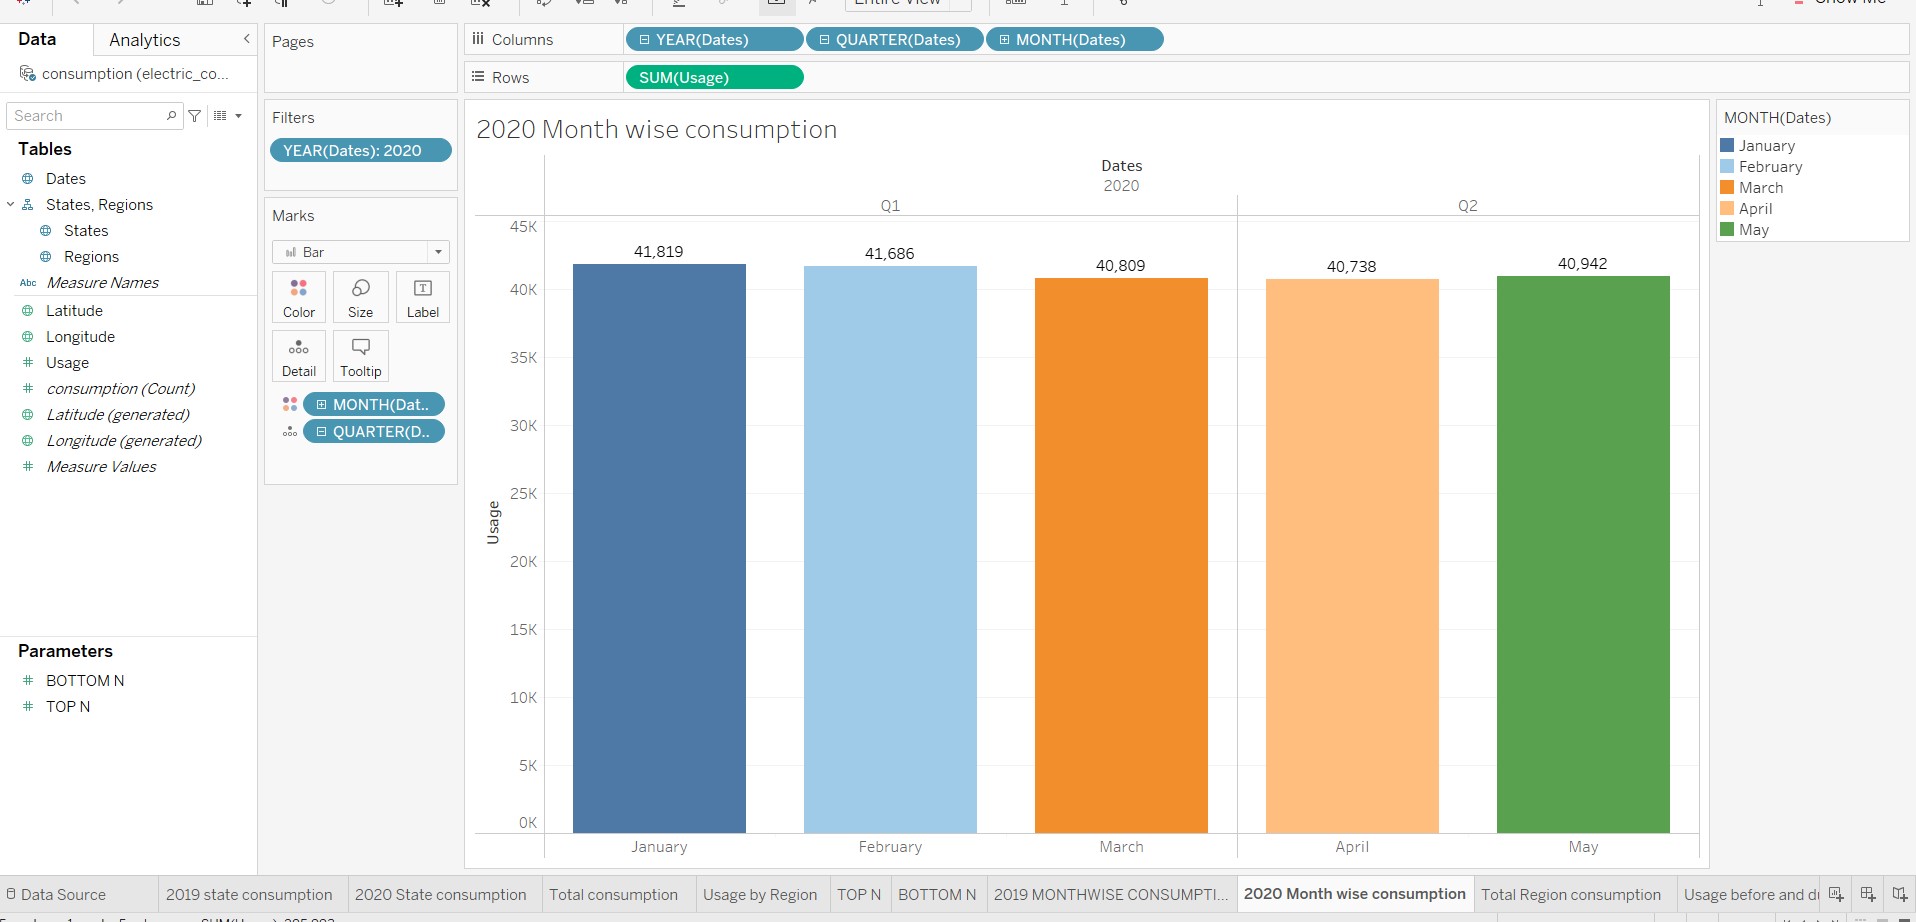 Entire View
Show Me
Data
Analytics
consumption (electric_co...
Search
Tables
Dates
States, Regions
States
Regions
Abc Measure Names
Latitude
Longitude
Usage
consumption (Count)
Latitude (generated)
Longitude (generated)
Measure Values
Parameters
BOTTOM N
TOP N
Pages
Filters
YEAR(Dates): 2020
Marks
Bar
Color Size Label
Detail Tooltip
MONTH(Dat..
QUARTER(D..
Columns YEAR(Dates) QUARTER(Dates) MONTH(Dates)
Rows SUM(Usage)
2020 Month wise consumption
Dates
2020
Q1 Q2
45K
40K
35K
30K
25K
20K
15K
10K
5K
0K
Usage
41,819 41,686 40,809 40,738 40,942
January February March April May
MONTH(Dates)
January
February
March
April
May
Data Source 2019 state consumption 2020 State consumption Total consumption Usage by Region TOP N BOTTOM N 2019 MONTHWISE CONSUMPTI... 2020 Month wise consumption Total Region consumption Usage before and